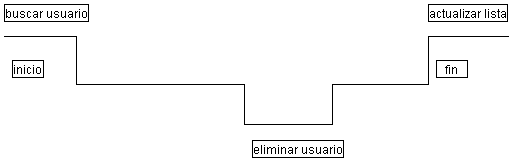 buscar usuario
actualizar lista
inicio
fin
eliminar usuario